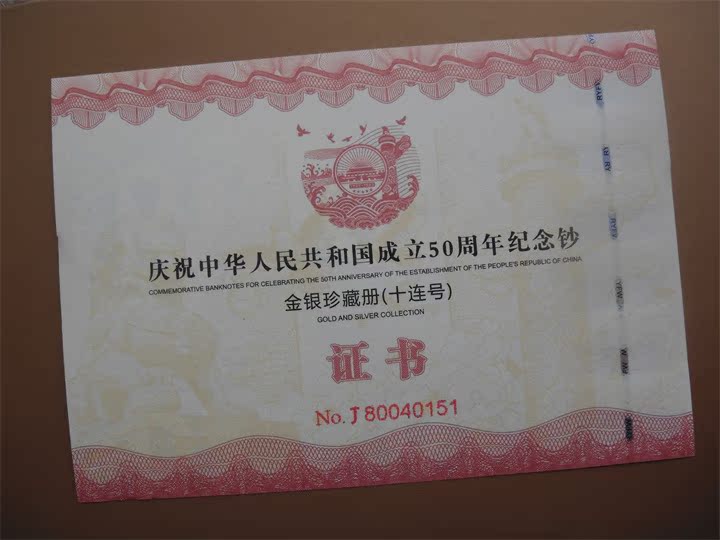 庆祝中华人民共和国成立50周年纪念钞
COMMEMORATIVE BANKNOTES FOR CELEBRATING THE 50TH ANNIVERSARY OF THE ESTABLISHMENT OF THE PEOPLE'S REPUBLIC OF CHINA
金银珍藏册(十连号)
GOLD AND SILVER COLLECTION
证书
No. J 80040151